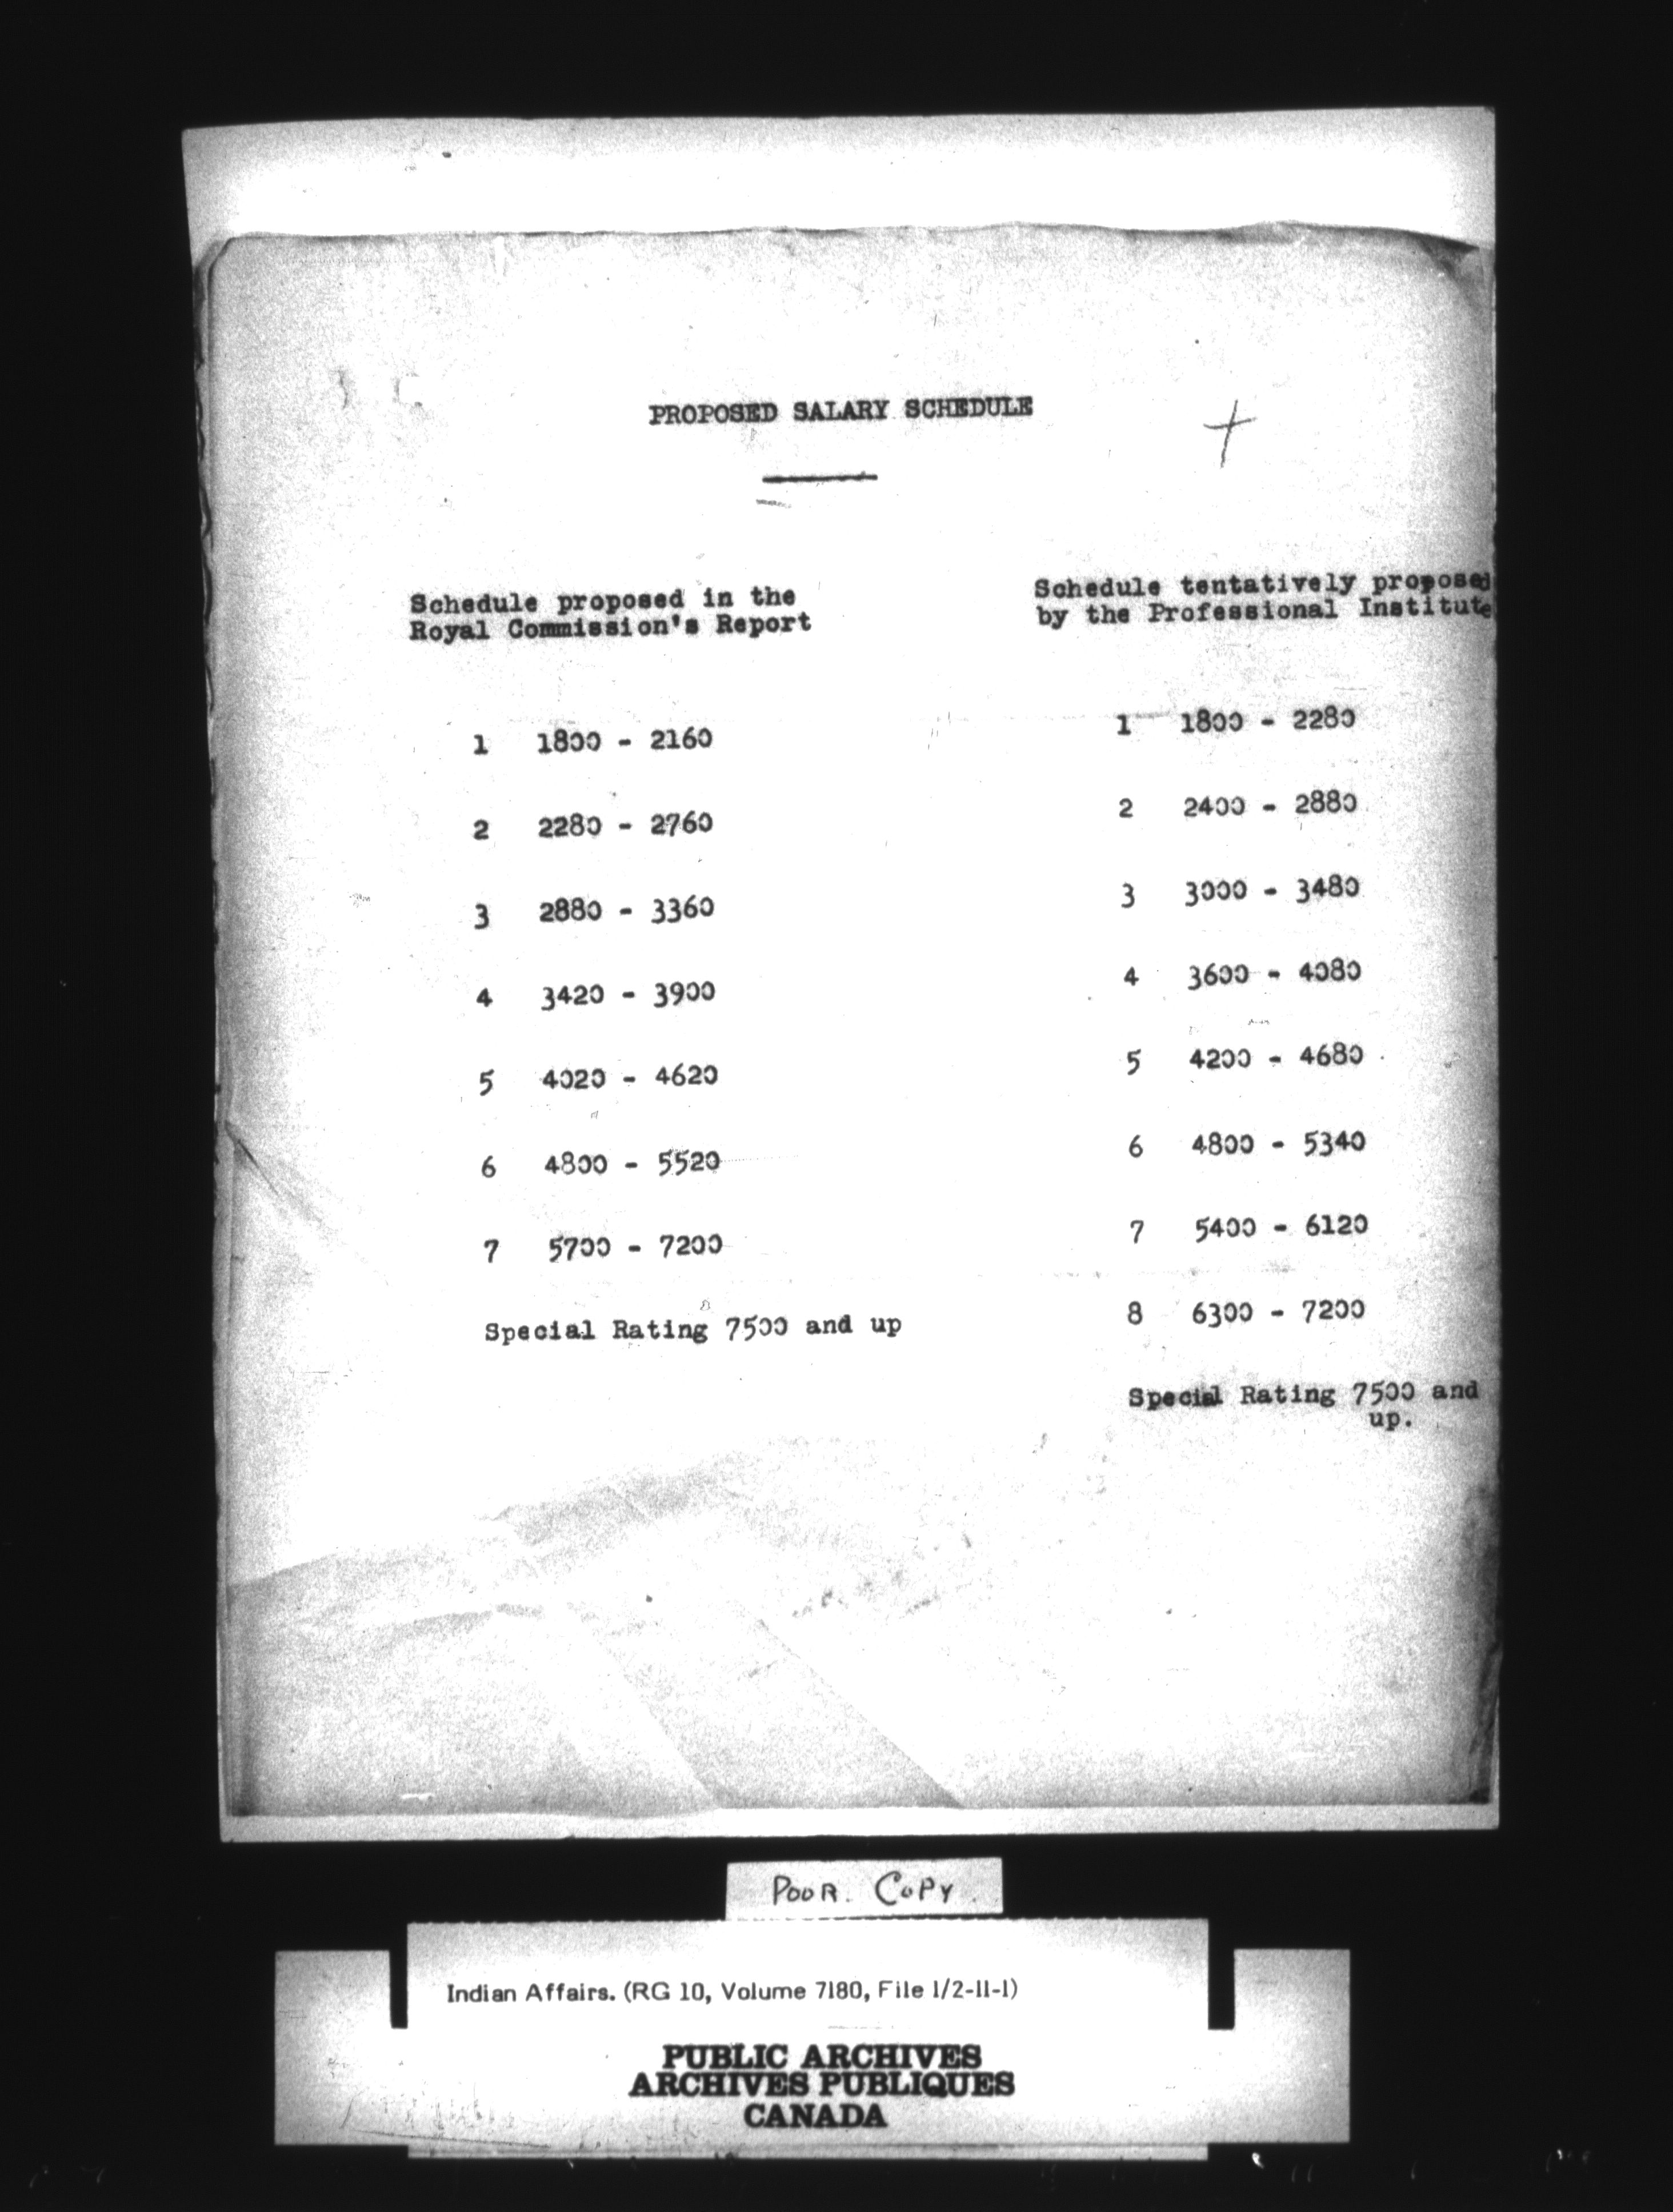 PROPOSED SALARY SCHEDULE
Schedule proposed in the
Royal Commission's Report
1 1800 - 2160
2 2280 - 2760
3 2880 - 3360
4 3420 - 3900
5 4020 - 4620
6 4800 - 5520
7 5700 - 7200
Special Rating 7500 and up
Schedule tentatively proposed
by the Professional Institute
1 1800 - 2280
2 2400 - 2880
3 3000 - 3480
4 3600 - 4080
5 4200 - 4680
6 4800 - 5340
7 5400 - 6120
8 6300 - 7200
Special Rating 7500 and
up.
POOR. COPY.
Indian Affairs. (RG 10, Volume 7180, File 1/2-11-1)
PUBLIC ARCHIVES
ARCHIVES PUBLIQUES
CANADA